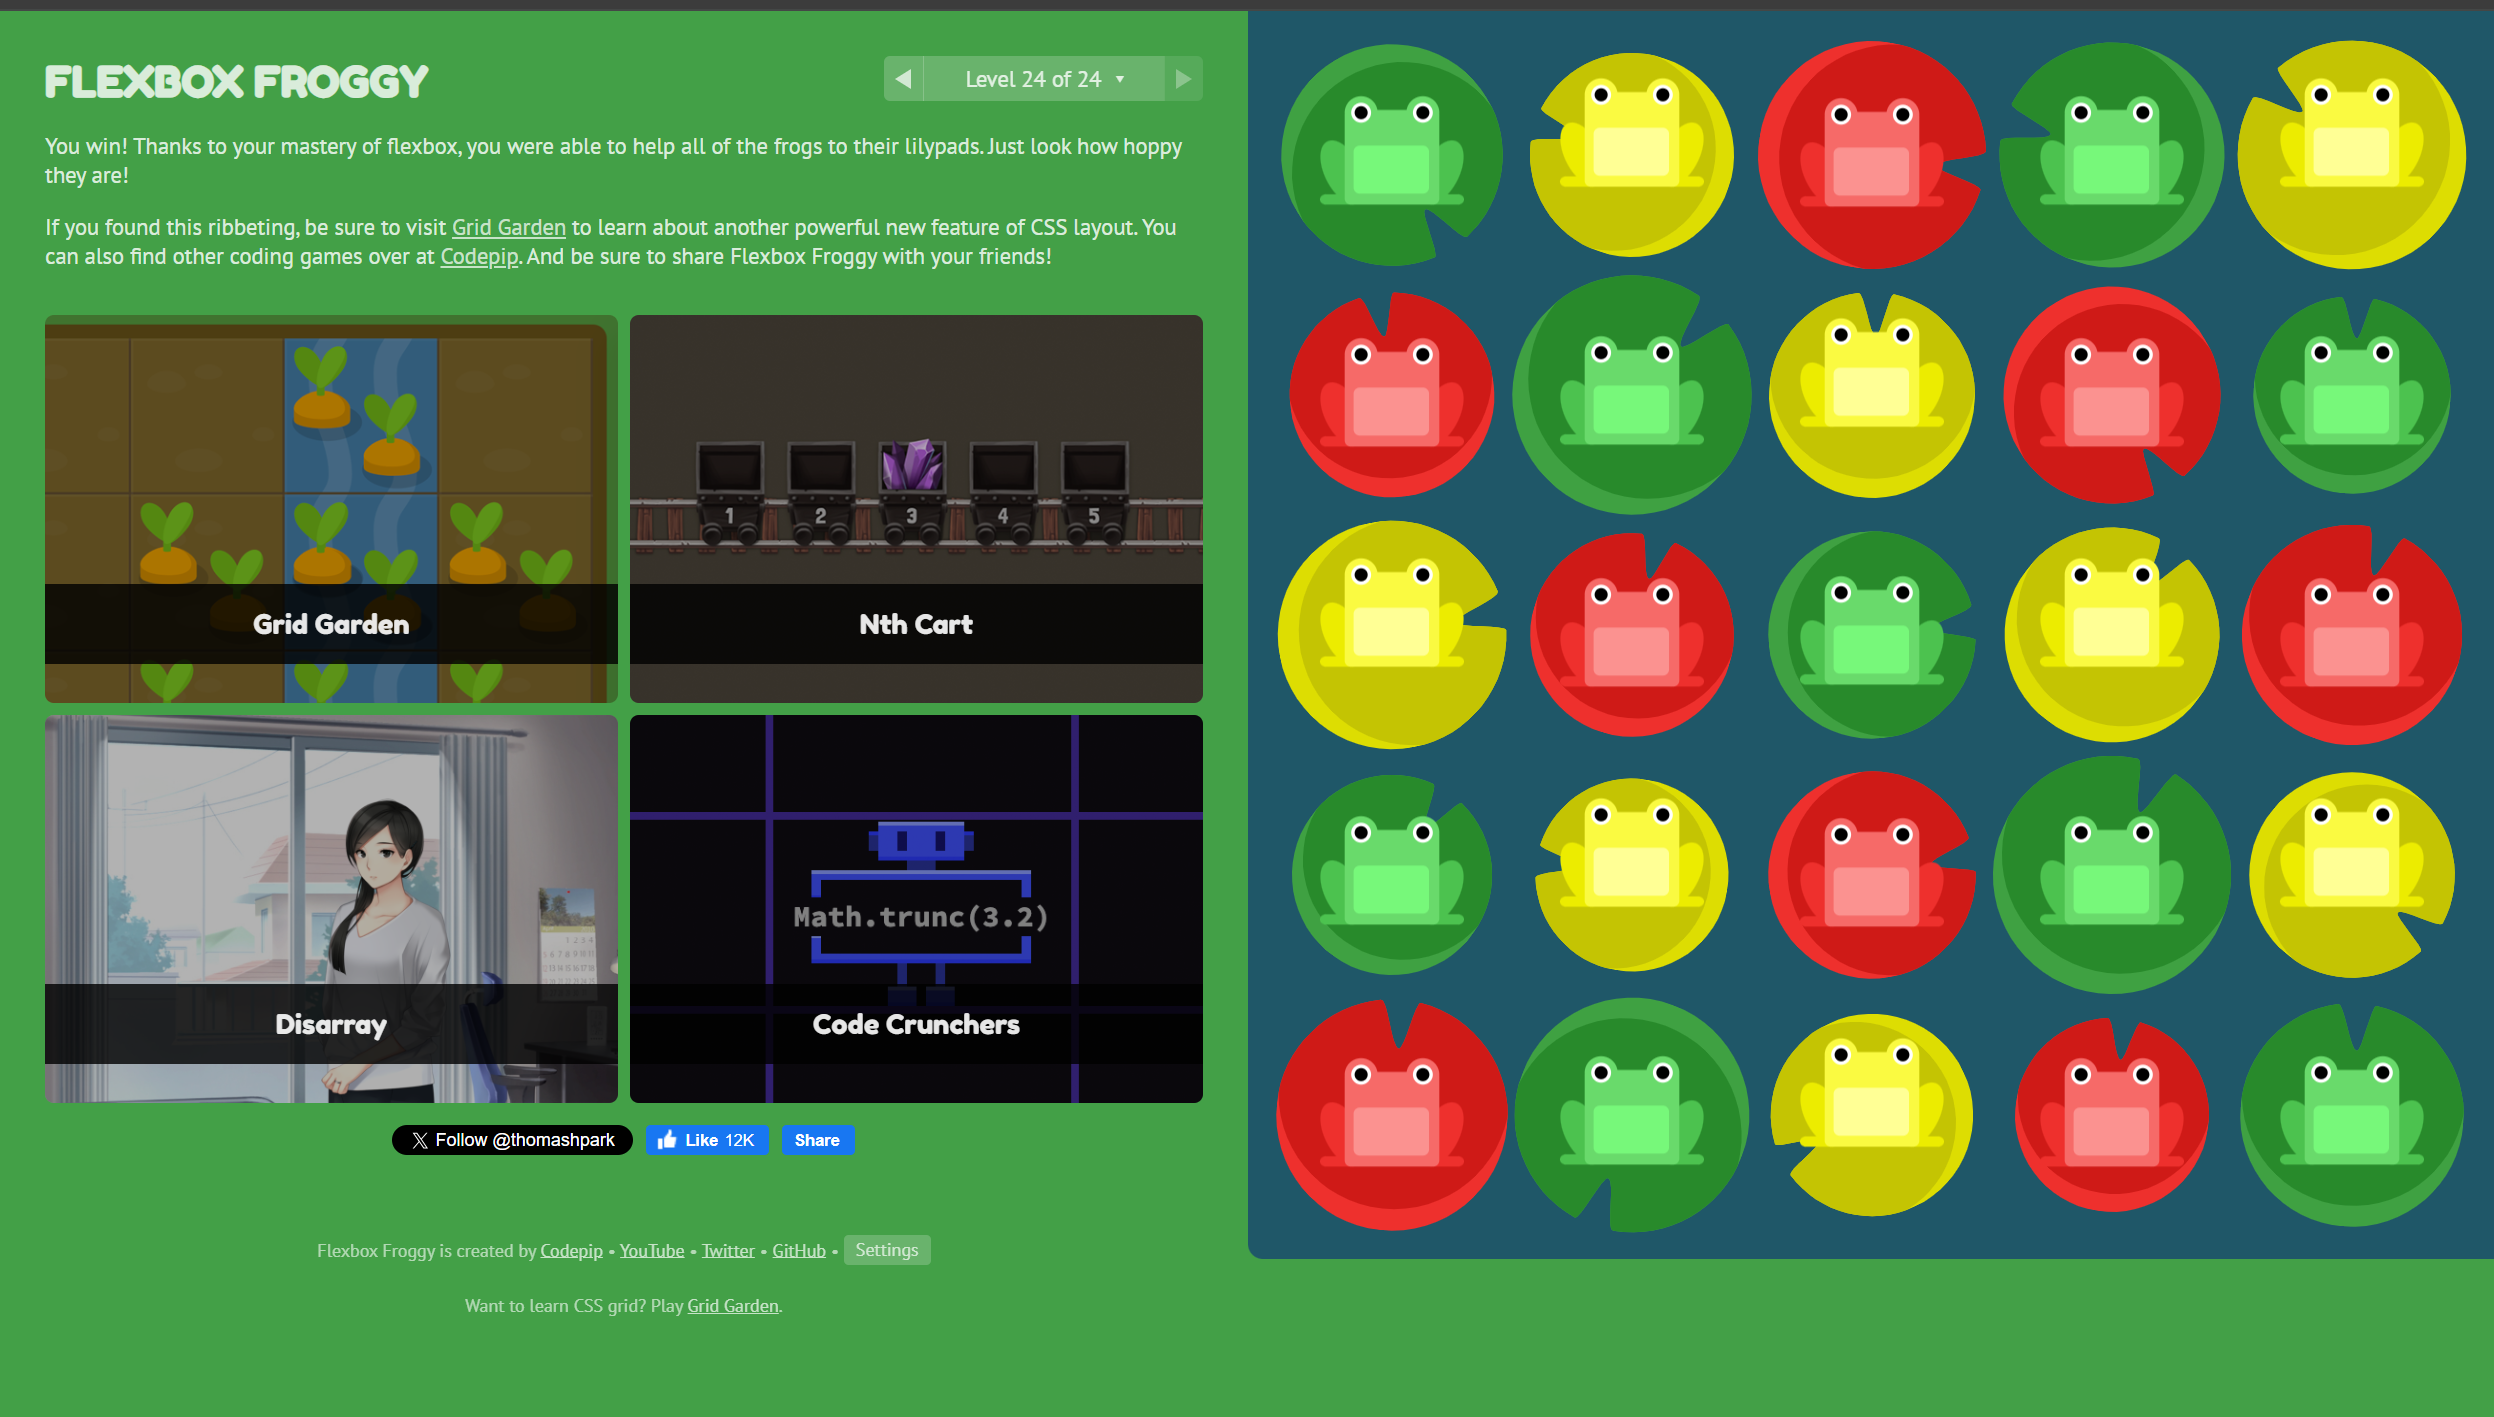 FLEXBOX FROGGY
Level 24 of 24
You win! Thanks to your mastery of flexbox, you were able to help all of the frogs to their lilypads. Just look how hoppy
they are!
If you found this ribbeting, be sure to visit Grid Garden to learn about another powerful new feature of CSS layout. You
can also find other coding games over at Codepip. And be sure to share Flexbox Froggy with your friends!
1 2 3 4 5
Grid Garden
Nth Cart
Math.trunc(3.2)
Disarray
Code Crunchers
Follow @thomashpark
Like 12K
Share
Flexbox Froggy is created by Codepip • YouTube • Twitter • GitHub • Settings
Want to learn CSS grid? Play Grid Garden.